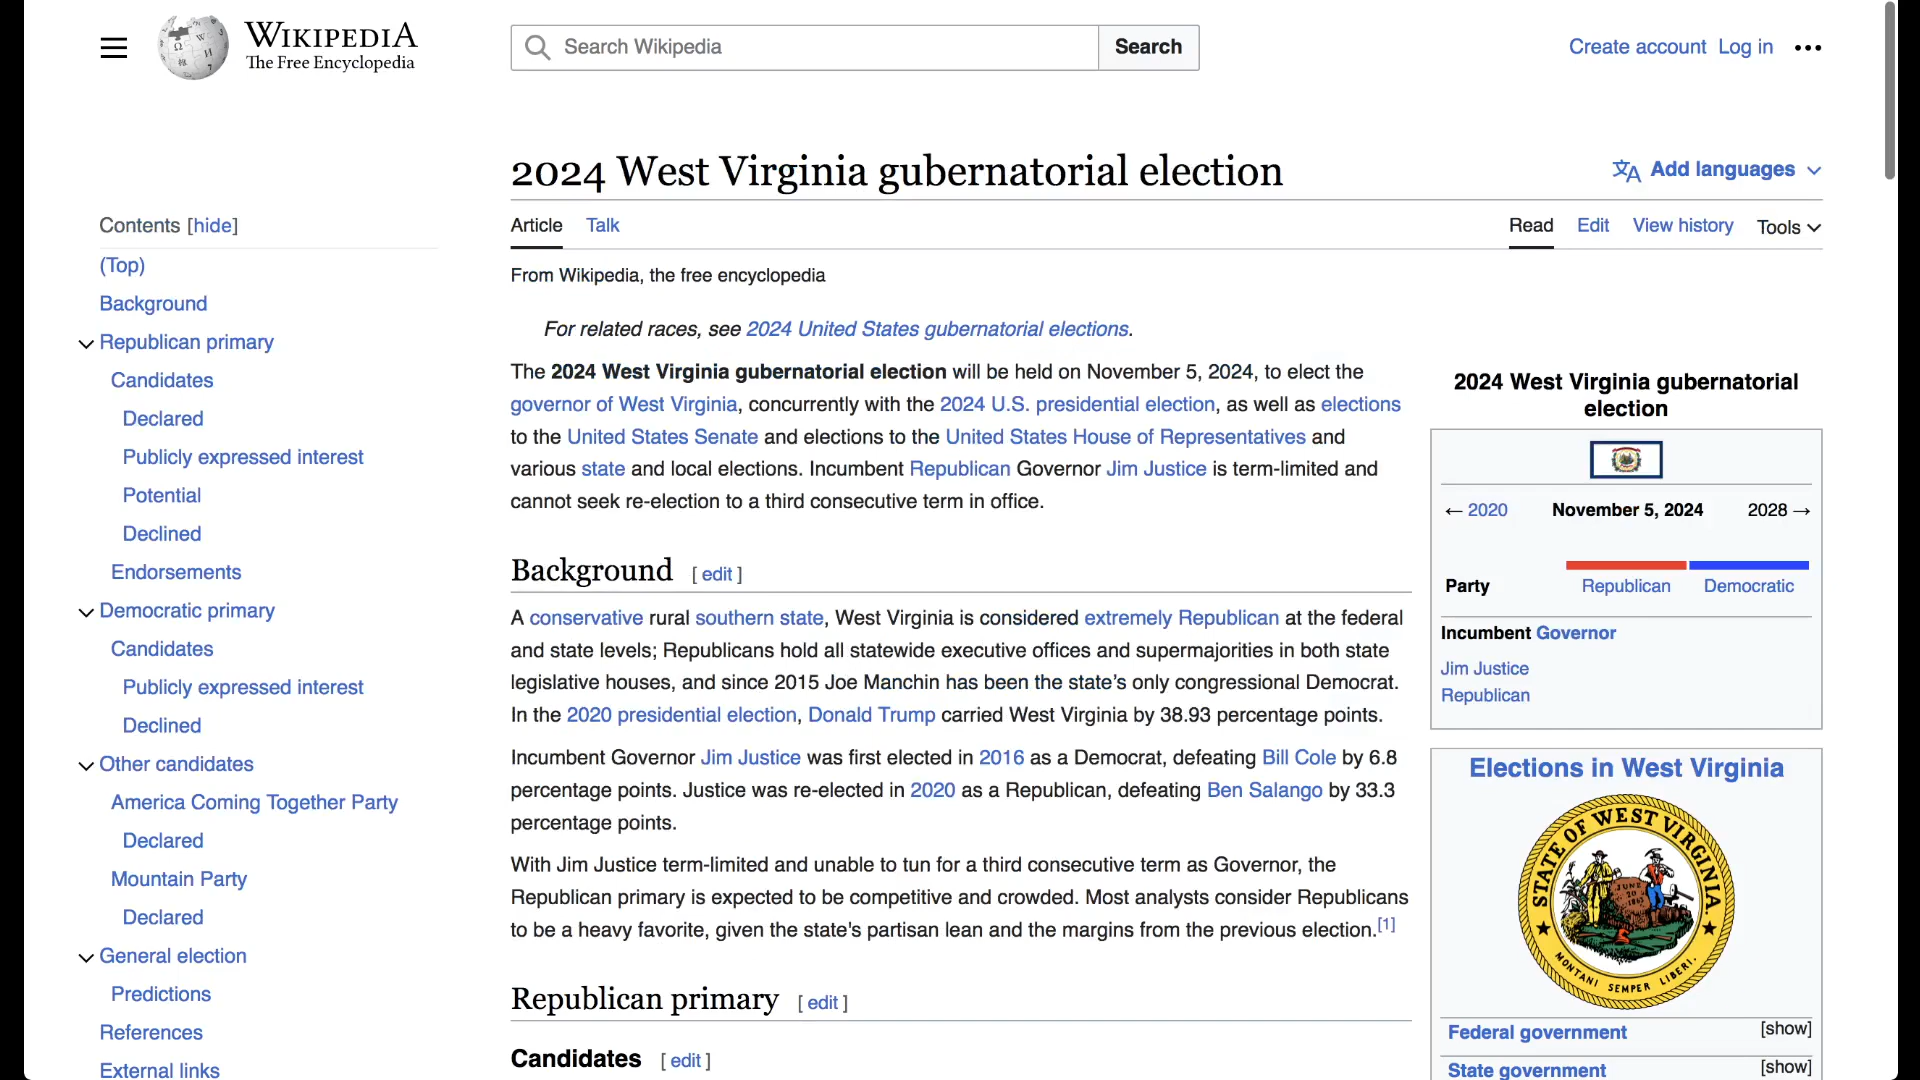 WIKIPEDIA
The Free Encyclopedia
Search Wikipedia
Search
Create account Log in
Contents [hide]
(Top)
Background
Republican primary
Candidates
Declared
Publicly expressed interest
Potential
Declined
Endorsements
Democratic primary
Candidates
Publicly expressed interest
Declined
Other candidates
America Coming Together Party
Declared
Mountain Party
Declared
General election
Predictions
References
External links
2024 West Virginia gubernatorial election
Add languages
Article Talk
Read Edit View history Tools
From Wikipedia, the free encyclopedia
For related races, see 2024 United States gubernatorial elections.
The 2024 West Virginia gubernatorial election will be held on November 5, 2024, to elect the
governor of West Virginia, concurrently with the 2024 U.S. presidential election, as well as elections
to the United States Senate and elections to the United States House of Representatives and
various state and local elections. Incumbent Republican Governor Jim Justice is term-limited and
cannot seek re-election to a third consecutive term in office.
Background [ edit ]
A conservative rural southern state, West Virginia is considered extremely Republican at the federal
and state levels; Republicans hold all statewide executive offices and supermajorities in both state
legislative houses, and since 2015 Joe Manchin has been the state’s only congressional Democrat.
In the 2020 presidential election, Donald Trump carried West Virginia by 38.93 percentage points.
Incumbent Governor Jim Justice was first elected in 2016 as a Democrat, defeating Bill Cole by 6.8
percentage points. Justice was re-elected in 2020 as a Republican, defeating Ben Salango by 33.3
percentage points.
With Jim Justice term-limited and unable to tun for a third consecutive term as Governor, the
Republican primary is expected to be competitive and crowded. Most analysts consider Republicans
to be a heavy favorite, given the state's partisan lean and the margins from the previous election.[1]
Republican primary [ edit ]
Candidates [ edit ]
2024 West Virginia gubernatorial
election
← 2020 November 5, 2024 2028 →
Party Republican Democratic
Incumbent Governor
Jim Justice
Republican
Elections in West Virginia
STATE OF WEST VIRGINIA
JUNE
20
1863
MONTANI SEMPER LIBERI.
Federal government [show]
State government [show]